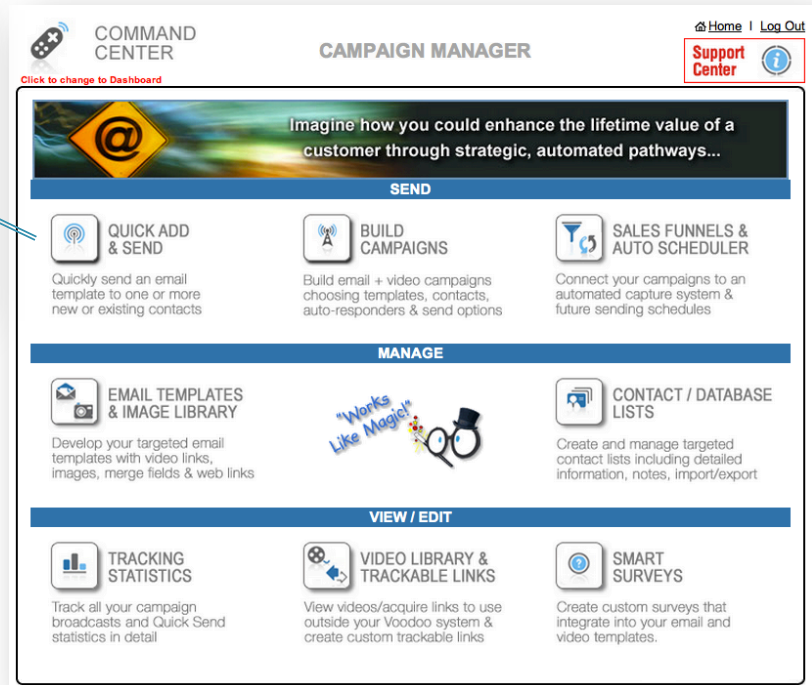 COMMAND
CENTER
CAMPAIGN MANAGER
Home | Log Out
Support
Center
Click to change to Dashboard
@
Imagine how you could enhance the lifetime value of a
customer through strategic, automated pathways...
SEND
QUICK ADD
& SEND
Quickly send an email
template to one or more
new or existing contacts
BUILD
CAMPAIGNS
Build email + video campaigns
choosing templates, contacts,
auto-responders & send options
SALES FUNNELS &
AUTO SCHEDULER
Connect your campaigns to an
automated capture system &
future sending schedules
MANAGE
EMAIL TEMPLATES
& IMAGE LIBRARY
Develop your targeted email
templates with video links,
images, merge fields & web links
"Works
Like Magic!"
CONTACT / DATABASE
LISTS
Create and manage targeted
contact lists including detailed
information, notes, import/export
VIEW / EDIT
TRACKING
STATISTICS
Track all your campaign
broadcasts and Quick Send
statistics in detail
VIDEO LIBRARY &
TRACKABLE LINKS
View videos/acquire links to use
outside your Voodoo system &
create custom trackable links
SMART
SURVEYS
Create custom surveys that
integrate into your email and
video templates.